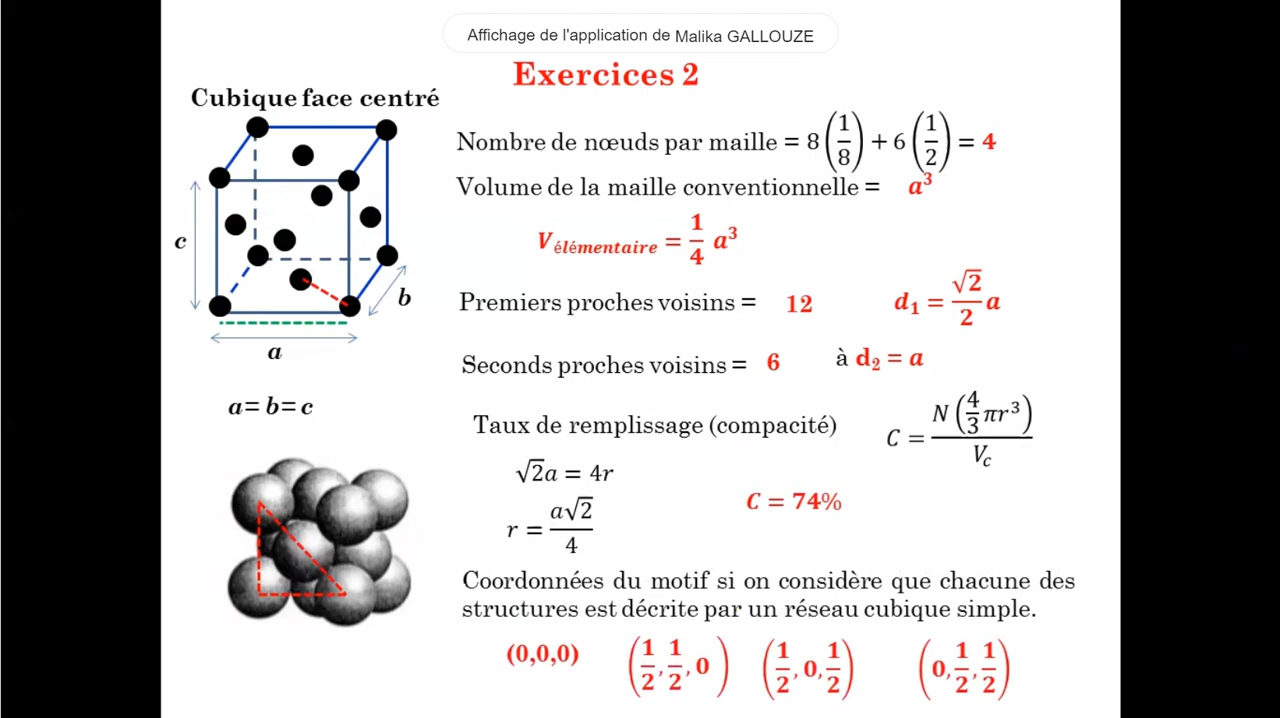 Affichage de l'application de Malika GALLOUZE
Exercices 2
Cubique face centré
c
b
a
a= b= c
Nombre de nœuds par maille = 8 (1/8) + 6 (1/2) = 4
Volume de la maille conventionnelle = a³
V_élémentaire = 1/4 a³
Premiers proches voisins = 12 d₁ = √2/2 a
Seconds proches voisins = 6 à d₂ = a
Taux de remplissage (compacité) C = N(4/3 πr³)/V_c
√2a = 4r
r = a√2/4
C = 74%
Coordonnées du motif si on considère que chacune des
structures est décrite par un réseau cubique simple.
(0,0,0) (1/2, 1/2, 0) (1/2, 0, 1/2) (0, 1/2, 1/2)